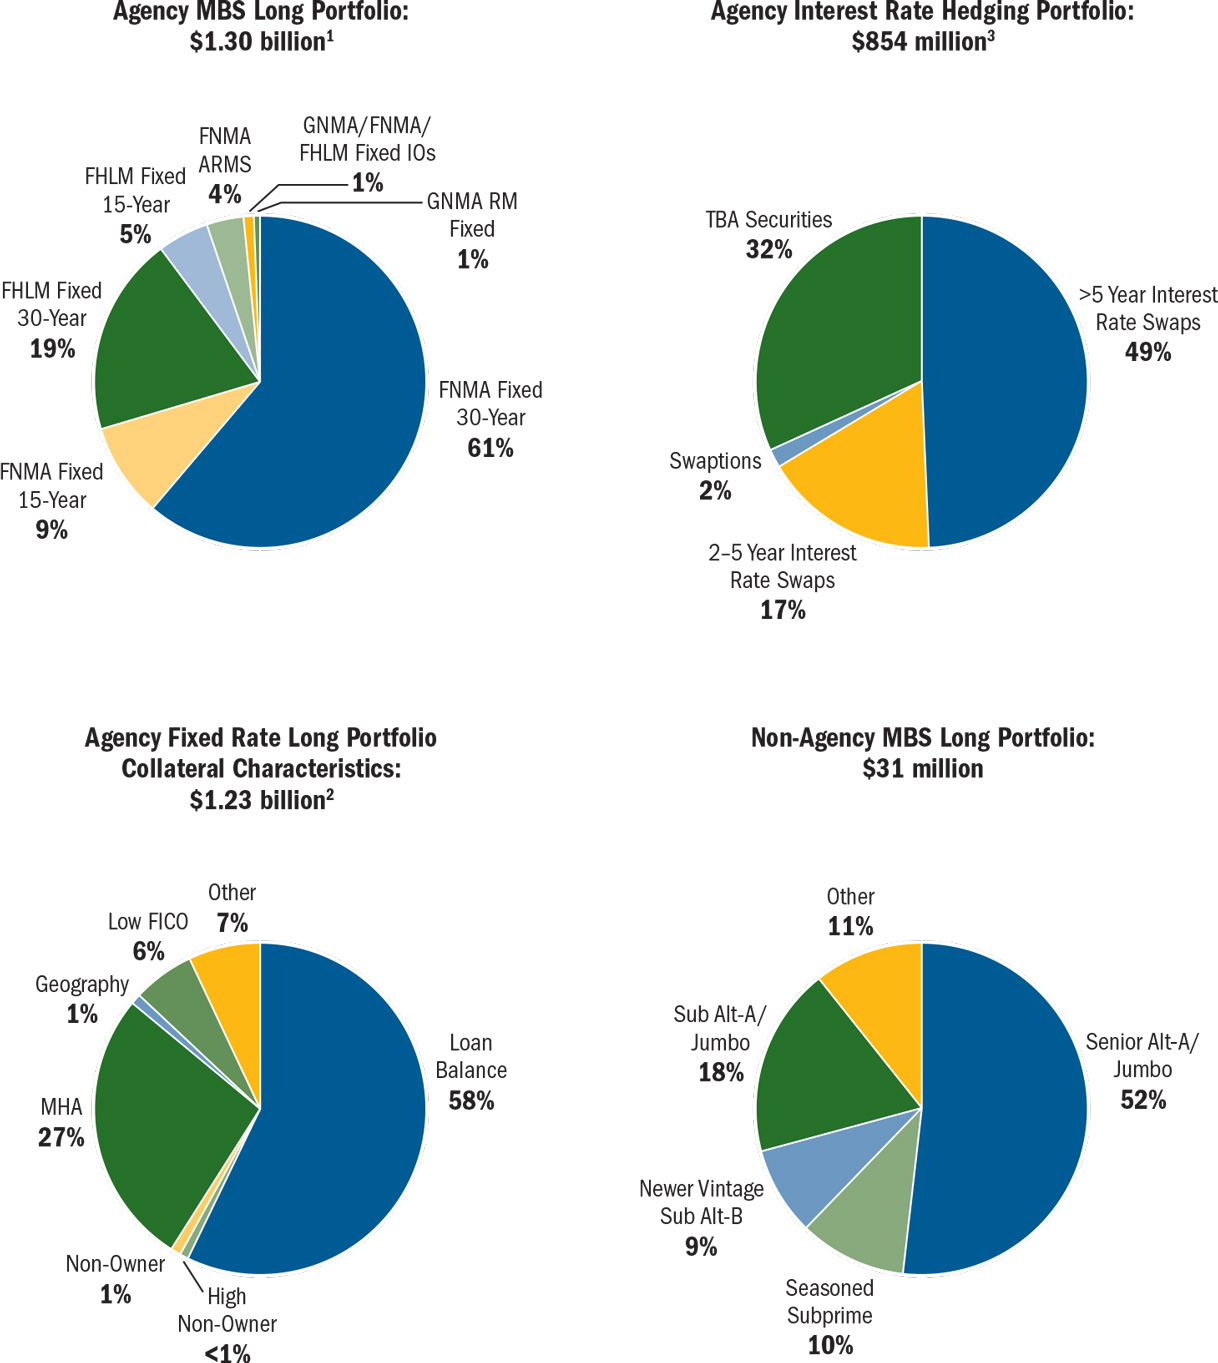 Agency MBS Long Portfolio:
$1.30 billion¹
FNMA
ARMS
4%
GNMA/FNMA/
FHLM Fixed IOs
1%
FHLM Fixed
15-Year
5%
GNMA RM
Fixed
1%
FHLM Fixed
30-Year
19%
FNMA Fixed
30-Year
61%
FNMA Fixed
15-Year
9%
Agency Interest Rate Hedging Portfolio:
$854 million³
TBA Securities
32%
>5 Year Interest
Rate Swaps
49%
Swaptions
2%
2–5 Year Interest
Rate Swaps
17%
Agency Fixed Rate Long Portfolio
Collateral Characteristics:
$1.23 billion²
Other
7%
Low FICO
6%
Geography
1%
Loan
Balance
58%
MHA
27%
Non-Owner
1%
High
Non-Owner
<1%
Non-Agency MBS Long Portfolio:
$31 million
Other
11%
Sub Alt-A/
Jumbo
18%
Senior Alt-A/
Jumbo
52%
Newer Vintage
Sub Alt-B
9%
Seasoned
Subprime
10%